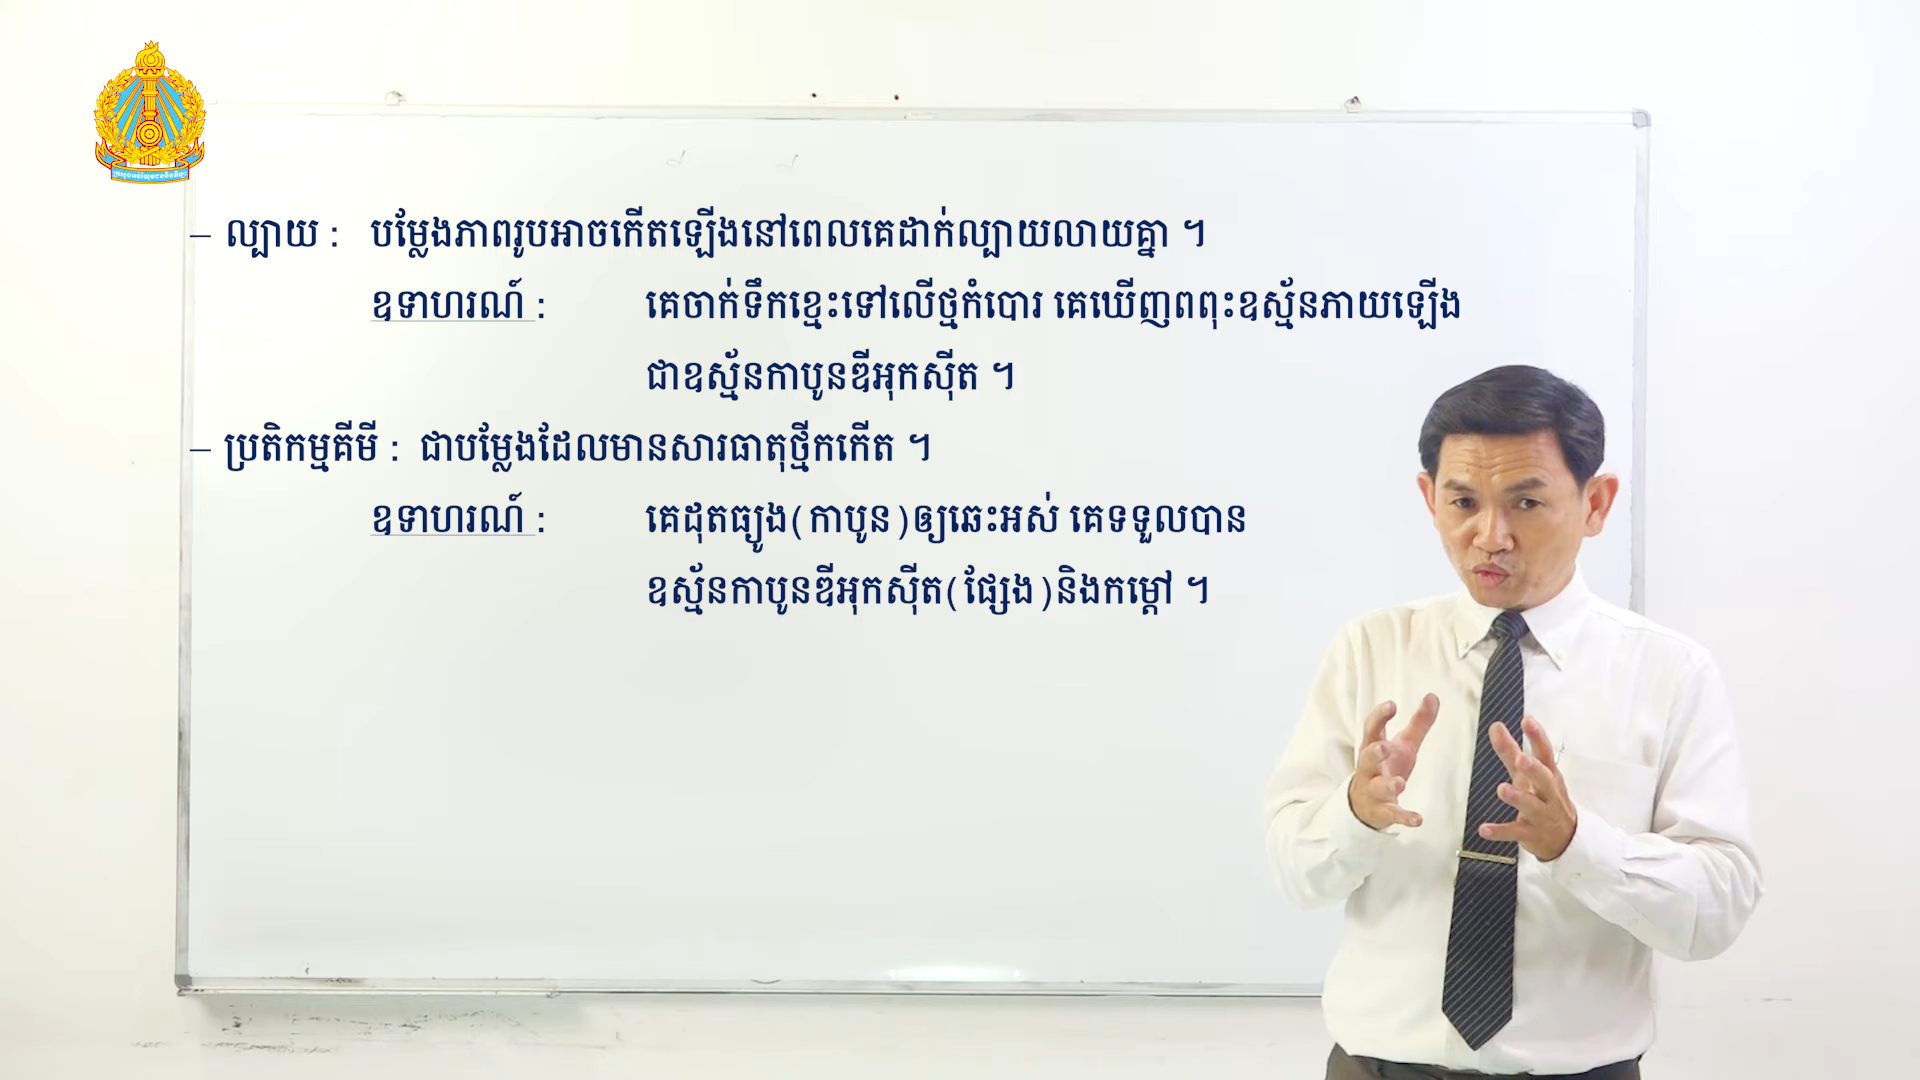 – ល្បាយ : បម្លែងភាពរូបអាចកើតឡើងនៅពេលគេដាក់ល្បាយលាយគ្នា ។
ឧទាហរណ៍ : គេចាក់ទឹកខ្មេះទៅលើថ្មកំបោរ គេឃើញពពុះឧស្ម័នភាយឡើង
ជាឧស្ម័នកាបូនឌីអុកស៊ីត ។
– ប្រតិកម្មគីមី : ជាបម្លែងដែលមានសារធាតុថ្មីកកើត ។
ឧទាហរណ៍ : គេដុតធ្យូង(កាបូន)ឲ្យឆេះអស់ គេទទួលបាន
ឧស្ម័នកាបូនឌីអុកស៊ីត(ផ្សែង)និងកម្ដៅ ។